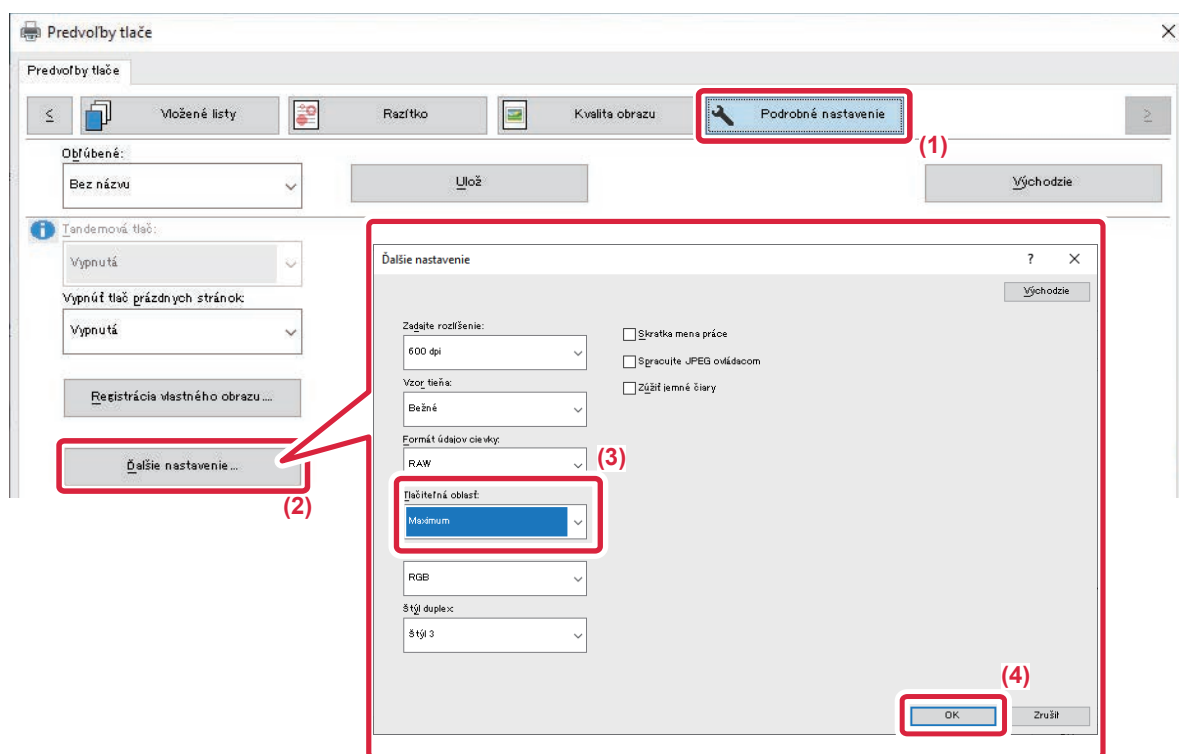 Predvoľby tlače
Predvoľby tlače
Vložené listy
Razítko
Kvalita obrazu
Podrobné nastavenie
(1)
Obľúbené:
Bez názvu
Ulož
Východzie
Tandemová tlač:
Vypnutá
Vypnúť tlač prázdnych stránok:
Vypnutá
Registrácia vlastného obrazu ....
Ďalšie nastavenie ...
(2)
Ďalšie nastavenie
?
Východzie
Zadajte rozlíšenie:
600 dpi
Vzor tieňa:
Bežné
Formát údajov cievky:
RAW
(3)
Tlačiteľná oblasť:
Maximum
RGB
Štýl duplex:
Štýl 3
Skratka mena práce
Spracujte JPEG ovládacom
Zúžiť jemné čiary
(4)
OK
Zrušiť